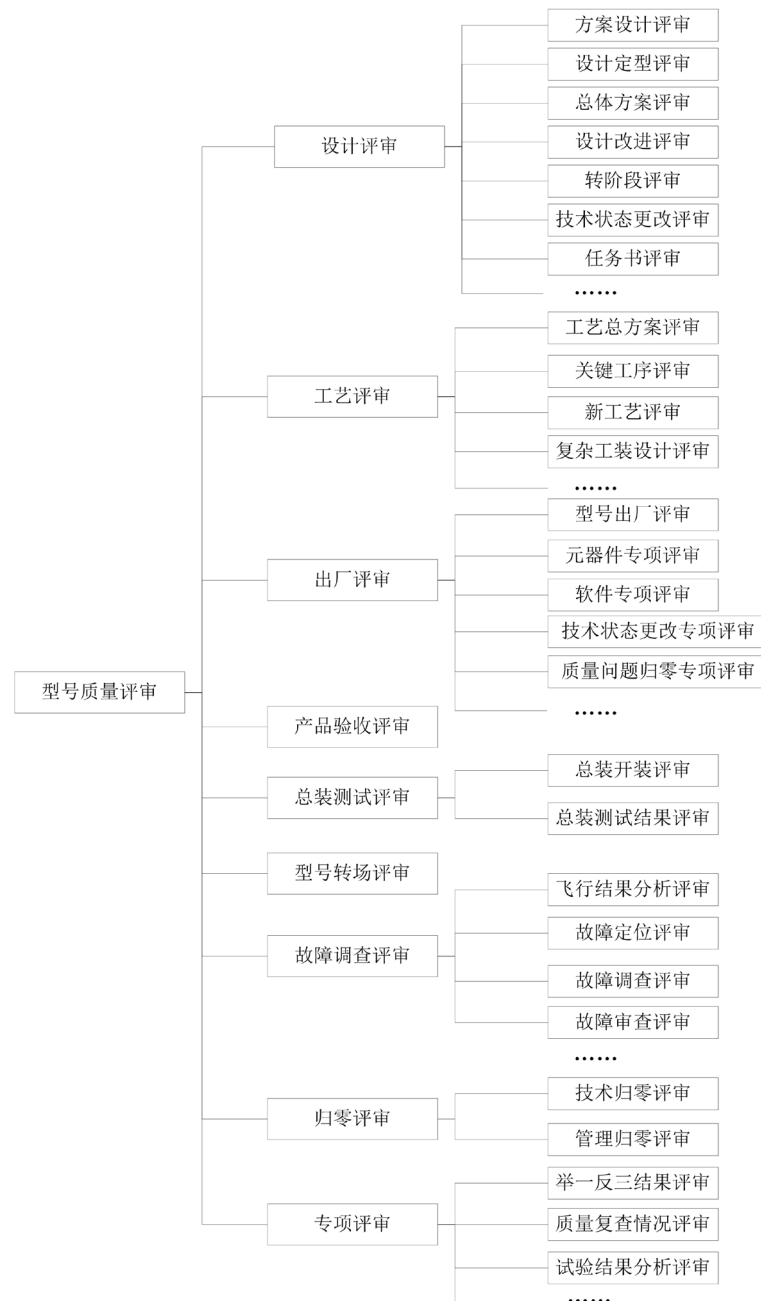 方案设计评审
设计定型评审
总体方案评审
设计评审
设计改进评审
转阶段评审
技术状态更改评审
任务书评审
……
工艺总方案评审
关键工序评审
工艺评审
新工艺评审
复杂工装设计评审
……
型号出厂评审
元器件专项评审
出厂评审
软件专项评审
技术状态更改专项评审
质量问题归零专项评审
型号质量评审
……
产品验收评审
总装开装评审
总装测试评审
总装测试结果评审
型号转场评审
飞行结果分析评审
故障定位评审
故障调查评审
故障调查评审
故障审查评审
……
技术归零评审
归零评审
管理归零评审
举一反三结果评审
专项评审
质量复查情况评审
试验结果分析评审
……